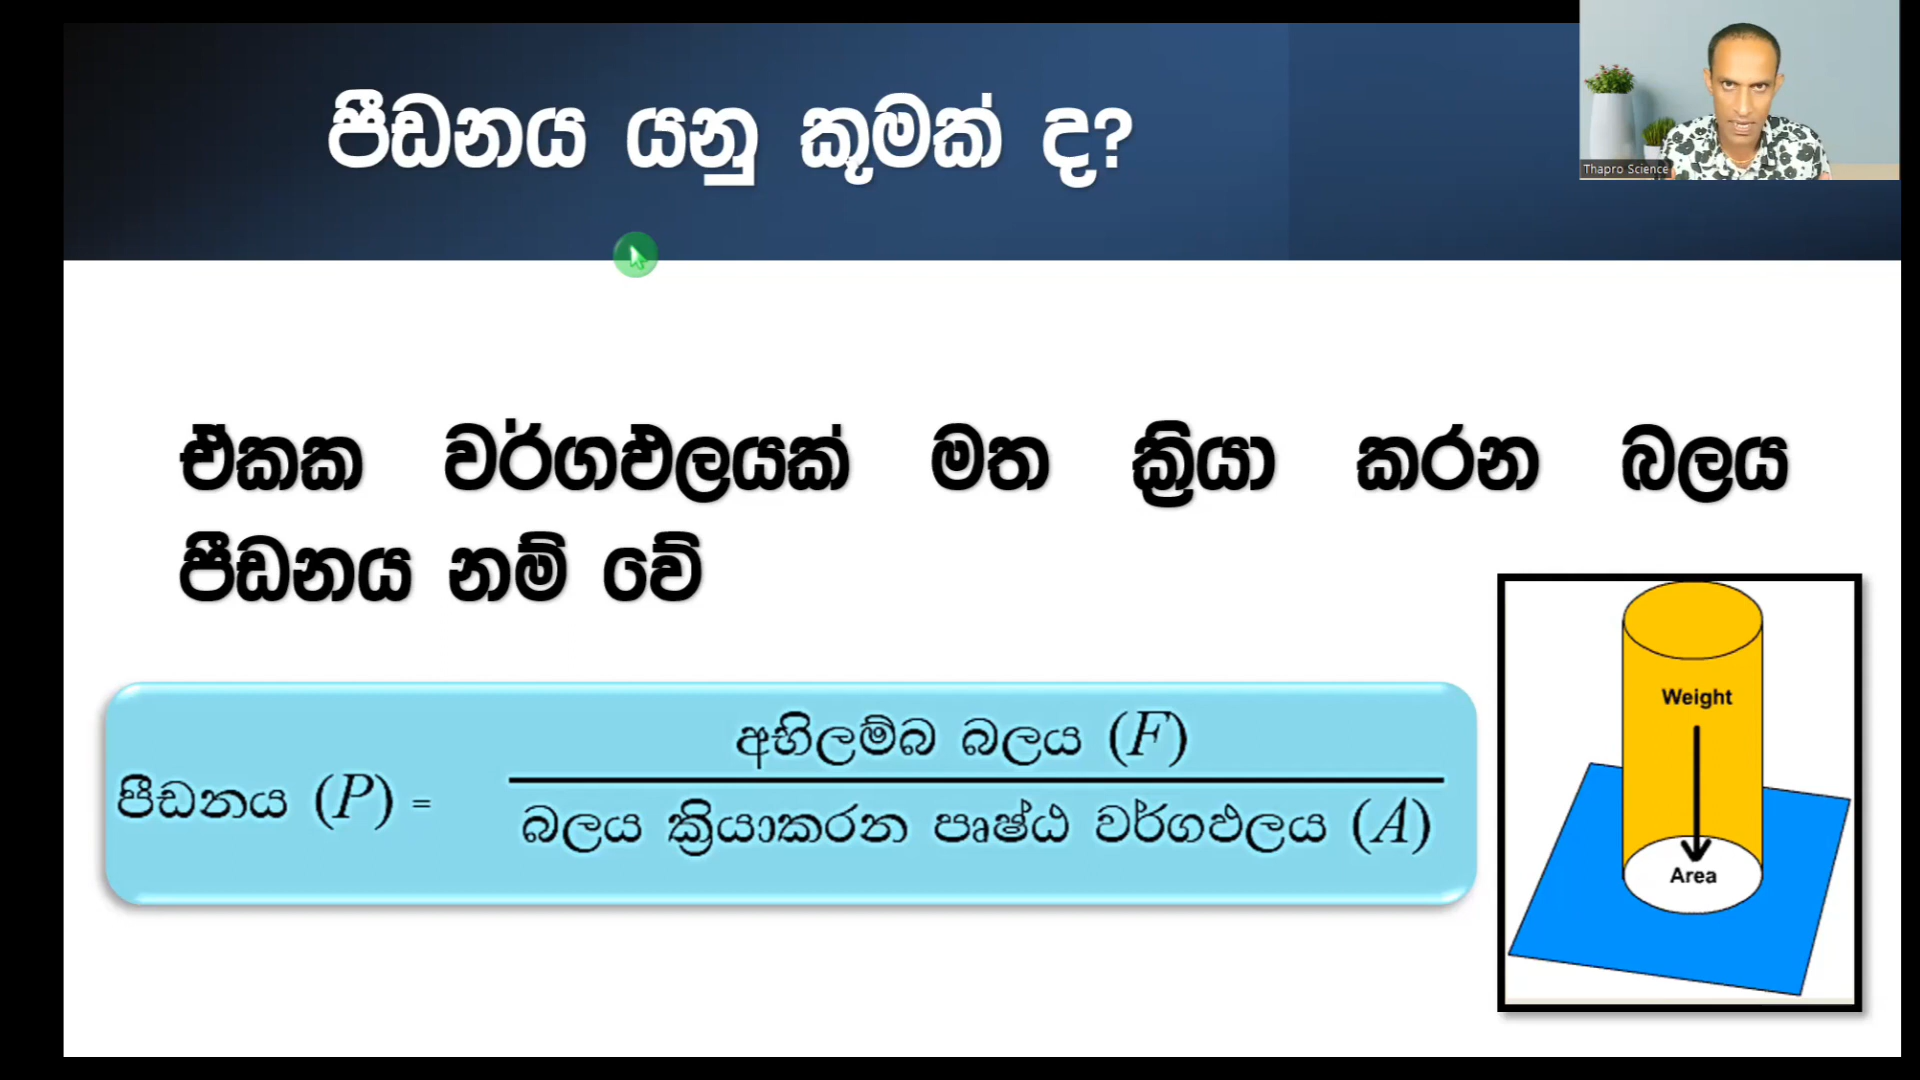 පීඩනය යනු කුමක් ද?
Thapro Science
ඒකක වර්ගඵලයක් මත ක්‍රියා කරන බලය
පීඩනය නම් වේ
අභිලම්බ බලය (F)
පීඩනය (P) =
බලය ක්‍රියාකරන පෘෂ්ඨ වර්ගඵලය (A)
Weight
Area